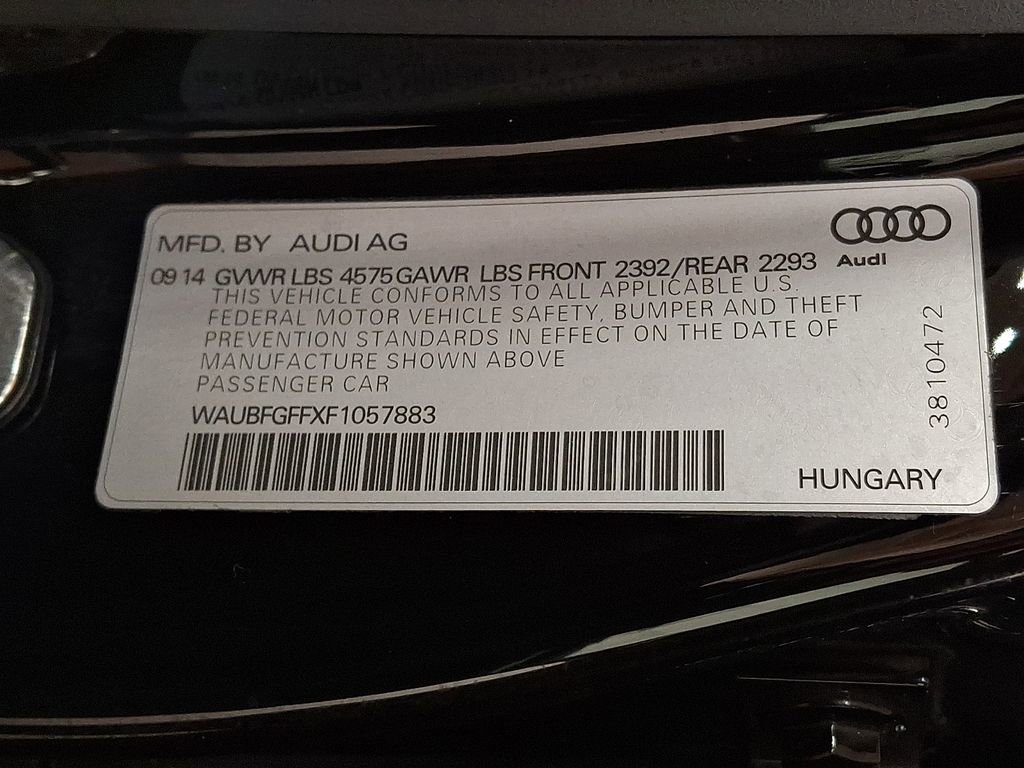 MFD. BY AUDI AG
09 14 GVWR LBS 4575 GAWR LBS FRONT 2392/REAR 2293
Audi
THIS VEHICLE CONFORMS TO ALL APPLICABLE U.S.
FEDERAL MOTOR VEHICLE SAFETY, BUMPER AND THEFT
PREVENTION STANDARDS IN EFFECT ON THE DATE OF
MANUFACTURE SHOWN ABOVE
PASSENGER CAR
WAUBFGFFXF1057883
3810472
HUNGARY